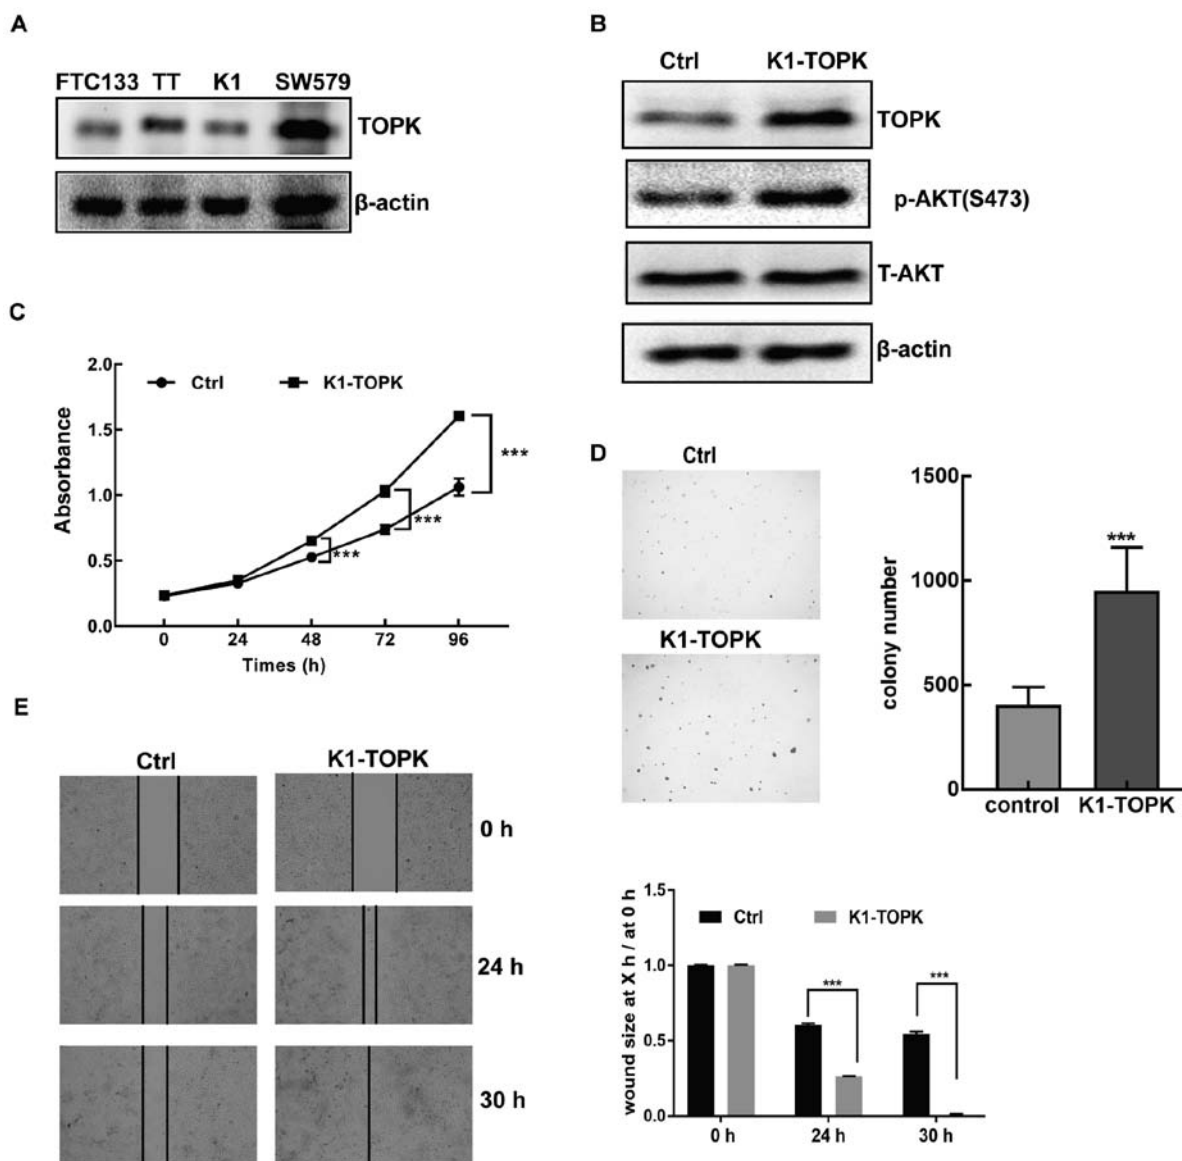 A
FTC133 TT K1 SW579
TOPK
β-actin
B
Ctrl K1-TOPK
TOPK
p-AKT(S473)
T-AKT
β-actin
C
2.0
1.5
1.0
0.5
0.0
Absorbance
Ctrl K1-TOPK
***
***
***
0 24 48 72 96
Times (h)
D
Ctrl
K1-TOPK
1500
1000
500
0
colony number
***
control K1-TOPK
E
Ctrl K1-TOPK
0 h
24 h
30 h
1.5
1.0
0.5
0.0
wound size at X h / at 0 h
Ctrl K1-TOPK
*** ***
0 h 24 h 30 h